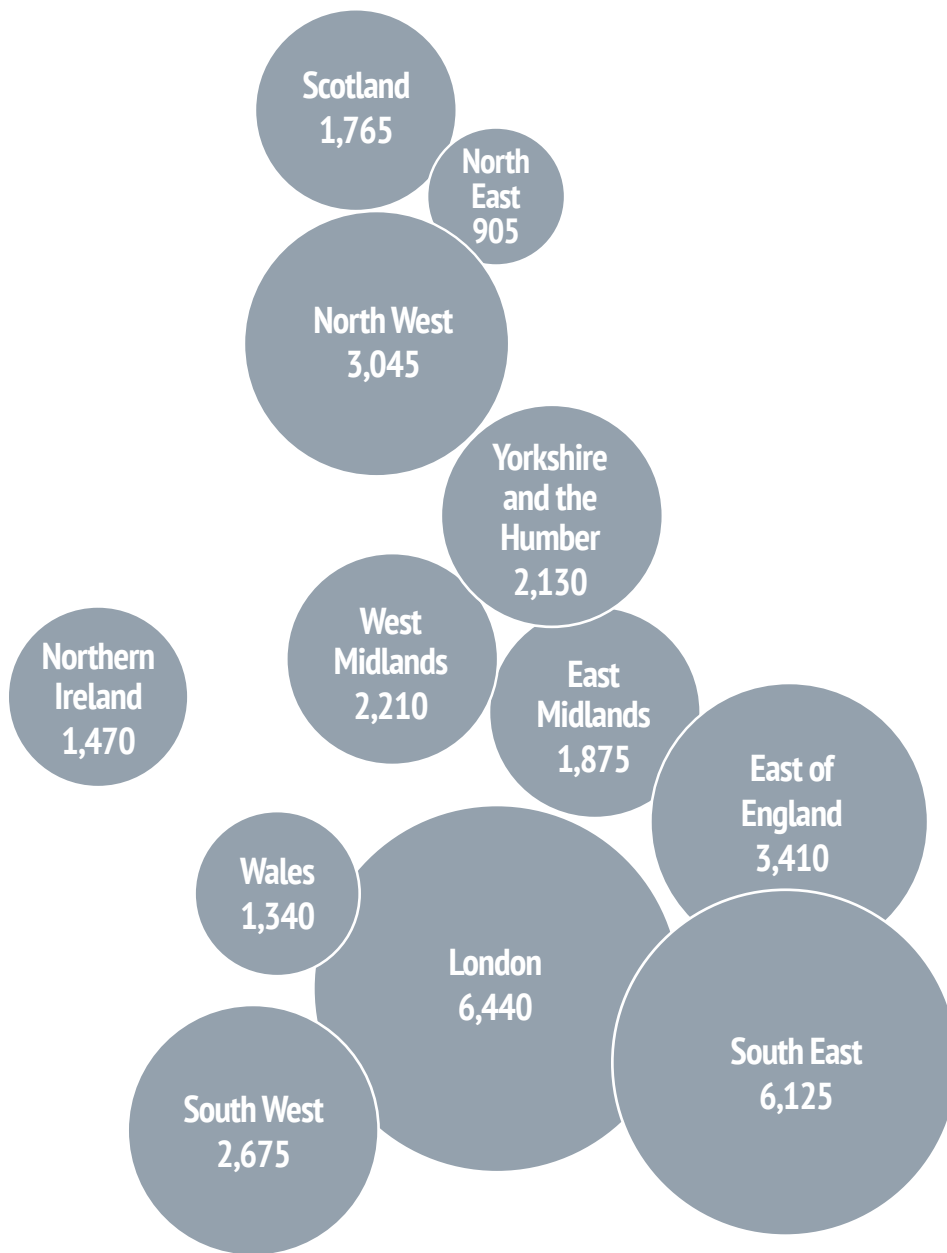 Scotland
1,765
North
East
905
North West
3,045
Yorkshire
and the
Humber
2,130
West
Midlands
2,210
Northern
Ireland
1,470
East
Midlands
1,875
East of
England
3,410
Wales
1,340
London
6,440
South East
6,125
South West
2,675